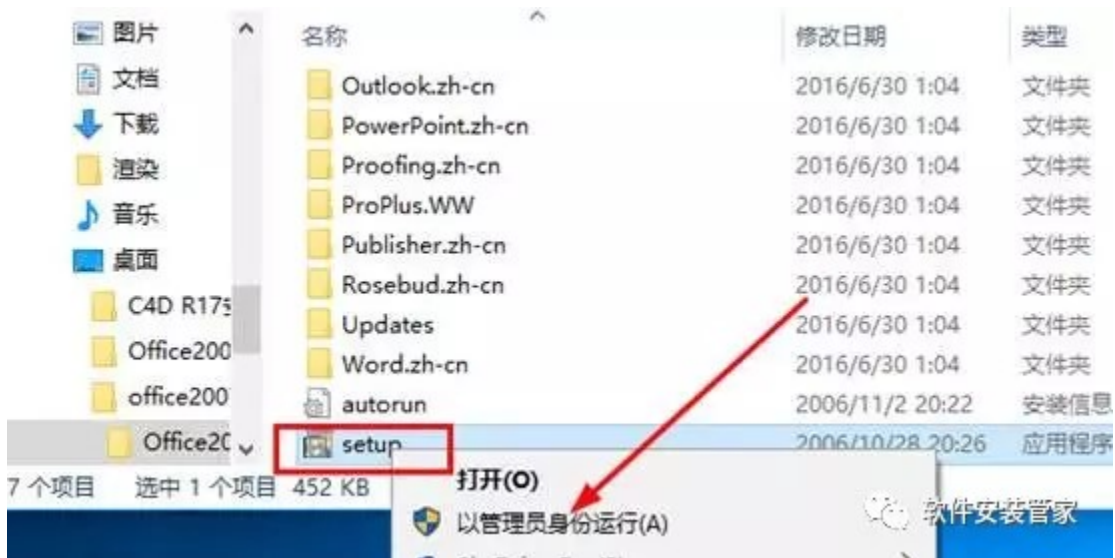 名称 修改日期 类型
图片
文档
下载
渲染
音乐
桌面
C4D R17
Office200
office200
Office20
Outlook.zh-cn 2016/6/30 1:04 文件夹
PowerPoint.zh-cn 2016/6/30 1:04 文件夹
Proofing.zh-cn 2016/6/30 1:04 文件夹
ProPlus.WW 2016/6/30 1:04 文件夹
Publisher.zh-cn 2016/6/30 1:04 文件夹
Rosebud.zh-cn 2016/6/30 1:04 文件夹
Updates 2016/6/30 1:04 文件夹
Word.zh-cn 2016/6/30 1:04 文件夹
autorun 2006/11/2 20:22 安装信息
setup 2006/10/28 20:26 应用程序
7 个项目 选中 1 个项目 452 KB
打开(O)
以管理员身份运行(A)
软件安装管家